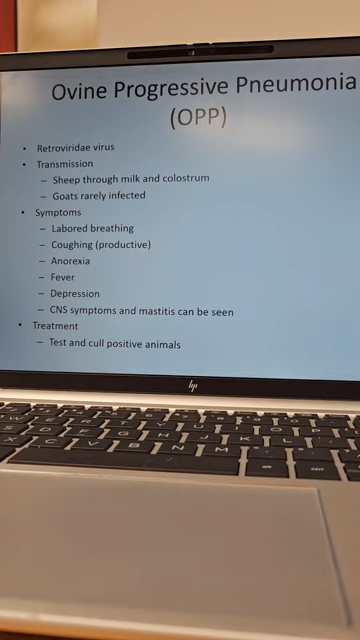 Ovine Progressive Pneumonia
(OPP)
• Retroviridae virus
• Transmission
– Sheep through milk and colostrum
– Goats rarely infected
• Symptoms
– Labored breathing
– Coughing (productive)
– Anorexia
– Fever
– Depression
– CNS symptoms and mastitis can be seen
• Treatment
– Test and cull positive animals
hp
W E R T Y U I O P
S D F G H J K L
X C V B N M